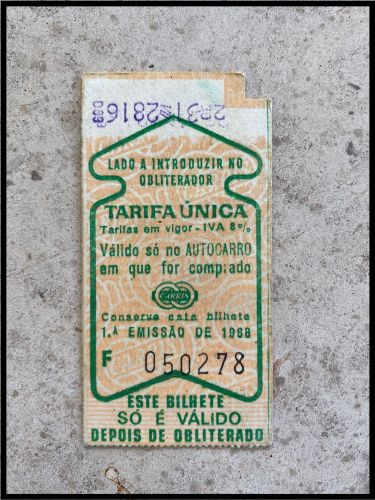 LADO A INTRODUZIR NO
OBLITERADOR
TARIFA ÚNICA
Tarifas em vigor - IVA 8%
Válido só no AUTOCARRO
em que for comprado
CARRIS
Conserve este bilhete
1.ª EMISSÃO DE 1988
F 050278
ESTE BILHETE
SÓ É VÁLIDO
DEPOIS DE OBLITERADO